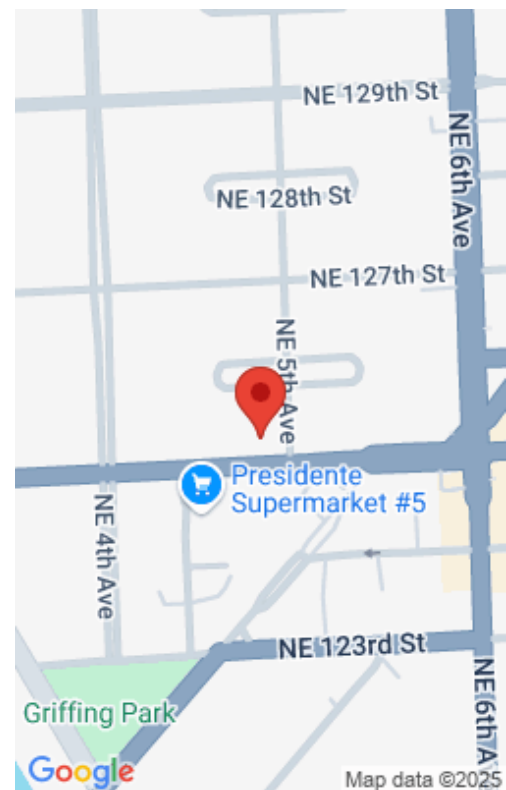 NE 129th St
NE 6th Ave
NE 128th St
NE 127th St
NE 5th Ave
Presidente
Supermarket #5
NE 4th Ave
NE 123rd St
NE 6th A
Griffing Park
Google
Map data ©2025